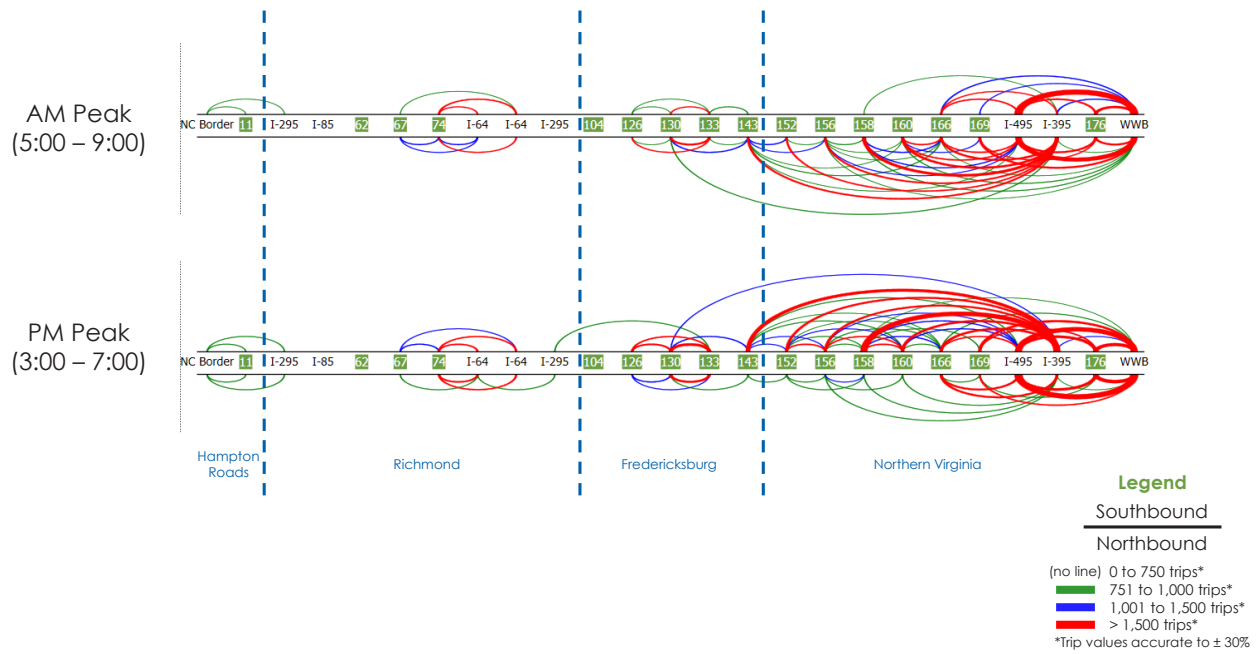 AM Peak
(5:00 – 9:00)
NC Border 11 I-295 I-85 62 67 74 I-64 I-64 I-295 104 126 130 133 143 152 156 158 160 166 169 I-495 I-395 176 WWB
PM Peak
(3:00 – 7:00)
NC Border 11 I-295 I-85 62 67 74 I-64 I-64 I-295 104 126 130 133 143 152 156 158 160 166 169 I-495 I-395 176 WWB
Hampton
Roads
Richmond
Fredericksburg
Northern Virginia
Legend
Southbound
Northbound
(no line) 0 to 750 trips*
751 to 1,000 trips*
1,001 to 1,500 trips*
> 1,500 trips*
*Trip values accurate to ± 30%